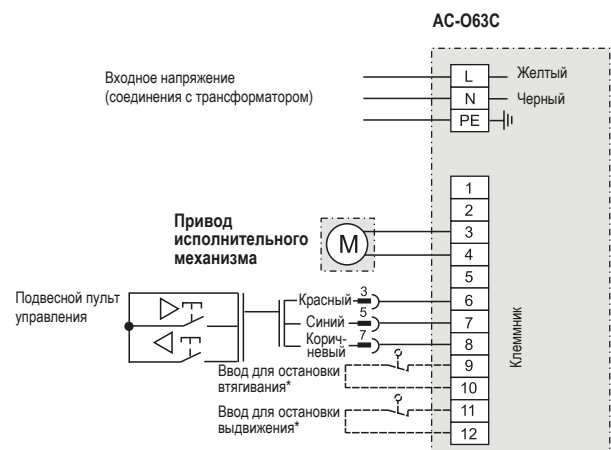 AC-O63C
Входное напряжение
(соединения с трансформатором)
L
Желтый
N
Черный
PE
1
2
3
4
5
6
7
8
9
10
11
12
Клеммник
Привод
исполнительного
механизма
M
Подвесной пульт
управления
Красный 3
Синий 5
Корич- 7
невый
Ввод для остановки
втягивания*
Ввод для остановки
выдвижения*